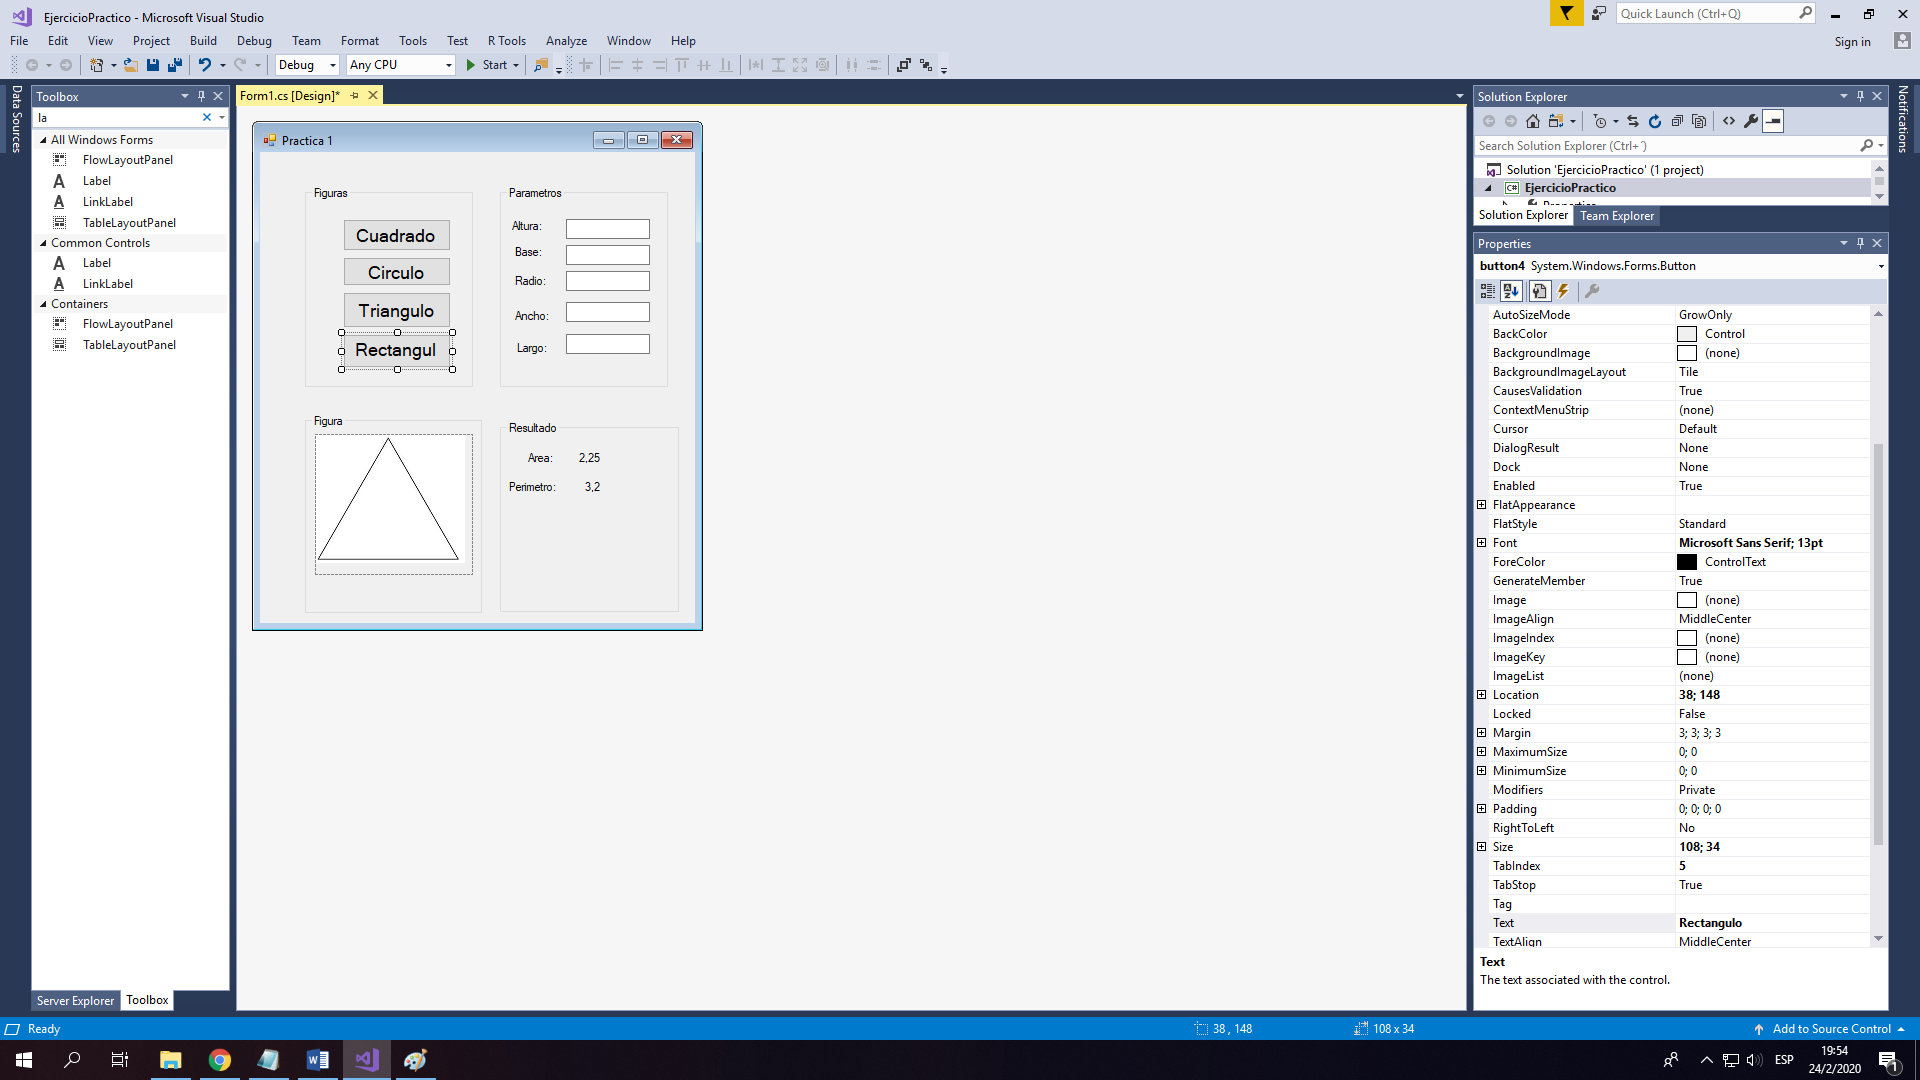 EjercicioPractico - Microsoft Visual Studio
Quick Launch (Ctrl+Q)
File Edit View Project Build Debug Team Format Tools Test R Tools Analyze Window Help
Sign in
Debug Any CPU Start
Data Sources
Toolbox
la
All Windows Forms
FlowLayoutPanel
Label
LinkLabel
TableLayoutPanel
Common Controls
Label
LinkLabel
Containers
FlowLayoutPanel
TableLayoutPanel
Server Explorer Toolbox
Form1.cs [Design]*
Practica 1
Figuras
Cuadrado
Circulo
Triangulo
Rectangul
Parametros
Altura:
Base:
Radio:
Ancho:
Largo:
Figura
Resultado
Area: 2,25
Perimetro: 3,2
Solution Explorer
Search Solution Explorer (Ctrl+´)
Solution 'EjercicioPractico' (1 project)
C# EjercicioPractico
Properties
Solution Explorer Team Explorer
Notifications
Properties
button4 System.Windows.Forms.Button
AutoSizeMode GrowOnly
BackColor Control
BackgroundImage (none)
BackgroundImageLayout Tile
CausesValidation True
ContextMenuStrip (none)
Cursor Default
DialogResult None
Dock None
Enabled True
FlatAppearance
FlatStyle Standard
Font Microsoft Sans Serif; 13pt
ForeColor ControlText
GenerateMember True
Image (none)
ImageAlign MiddleCenter
ImageIndex (none)
ImageKey (none)
ImageList (none)
Location 38; 148
Locked False
Margin 3; 3; 3; 3
MaximumSize 0; 0
MinimumSize 0; 0
Modifiers Private
Padding 0; 0; 0; 0
RightToLeft No
Size 108; 34
TabIndex 5
TabStop True
Tag
Text Rectangulo
TextAlign MiddleCenter
Text
The text associated with the control.
Ready 38 , 148 108 x 34 Add to Source Control
ESP
19:54
24/2/2020
1